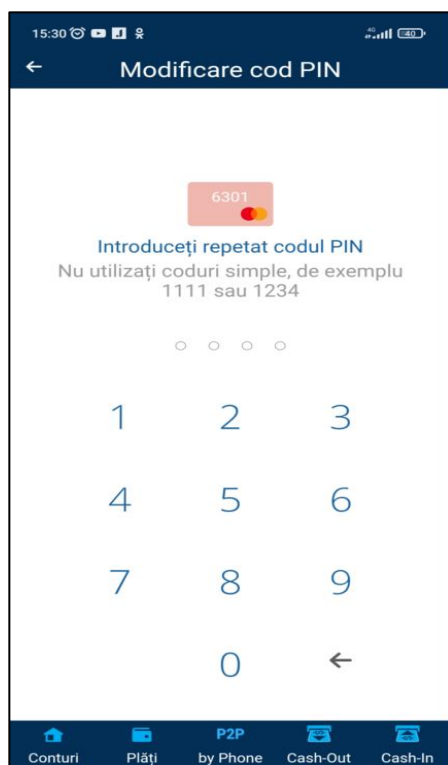 15:30
4G 40
Modificare cod PIN
6301
Introduceți repetat codul PIN
Nu utilizați coduri simple, de exemplu
1111 sau 1234
1 2 3
4 5 6
7 8 9
0
P2P
Conturi Plăți by Phone Cash-Out Cash-In